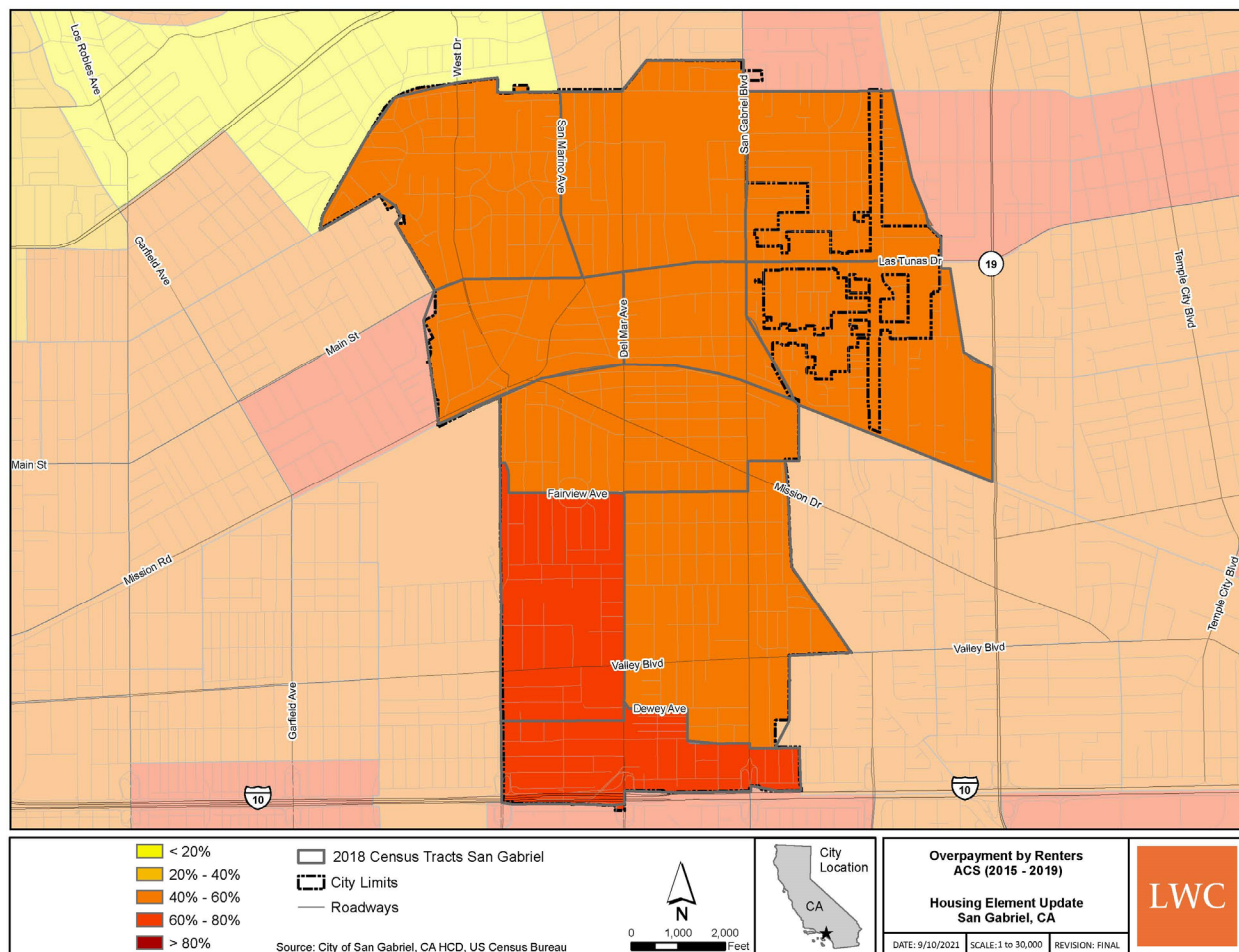 Los Robles Ave
West Dr
San Marino Ave
San Gabriel Blvd
Garfield Ave
Las Tunas Dr
19
Temple City Blvd
Main St
Del Mar Ave
Main St
Fairview Ave
Mission Dr
Mission Rd
Temple City Blvd
Valley Blvd
Valley Blvd
Garfield Ave
Dewey Ave
10
10
< 20%
20% - 40%
40% - 60%
60% - 80%
> 80%
2018 Census Tracts San Gabriel
City Limits
Roadways
Source: City of San Gabriel, CA HCD, US Census Bureau
N
0 1,000 2,000
Feet
City
Location
CA
Overpayment by Renters
ACS (2015 - 2019)
Housing Element Update
San Gabriel, CA
DATE: 9/10/2021
SCALE: 1 to 30,000
REVISION: FINAL
LWC